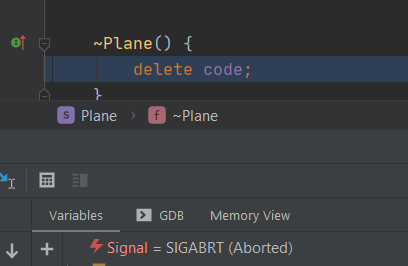 ~Plane() {
delete code;
}
S Plane > f ~Plane
Variables GDB Memory View
Signal = SIGABRT (Aborted)